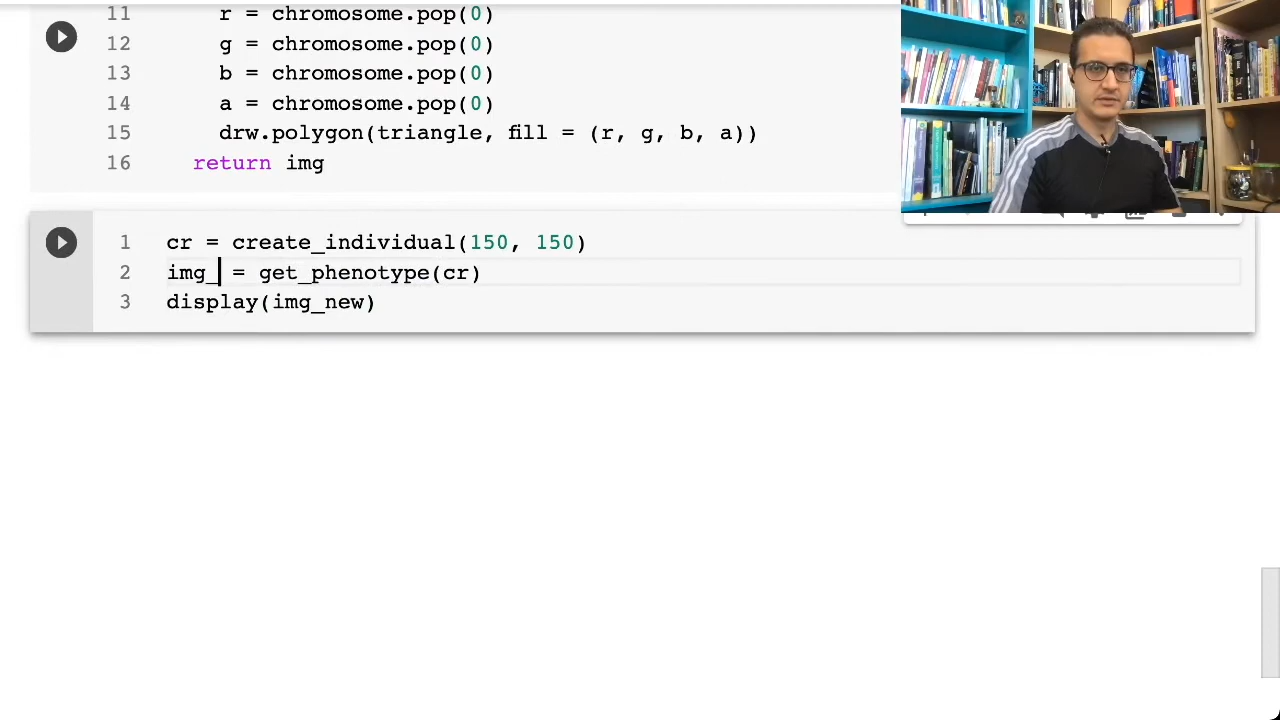 11 r = chromosome.pop(0)
12 g = chromosome.pop(0)
13 b = chromosome.pop(0)
14 a = chromosome.pop(0)
15 drw.polygon(triangle, fill = (r, g, b, a))
16 return img
1 cr = create_individual(150, 150)
2 img_ = get_phenotype(cr)
3 display(img_new)